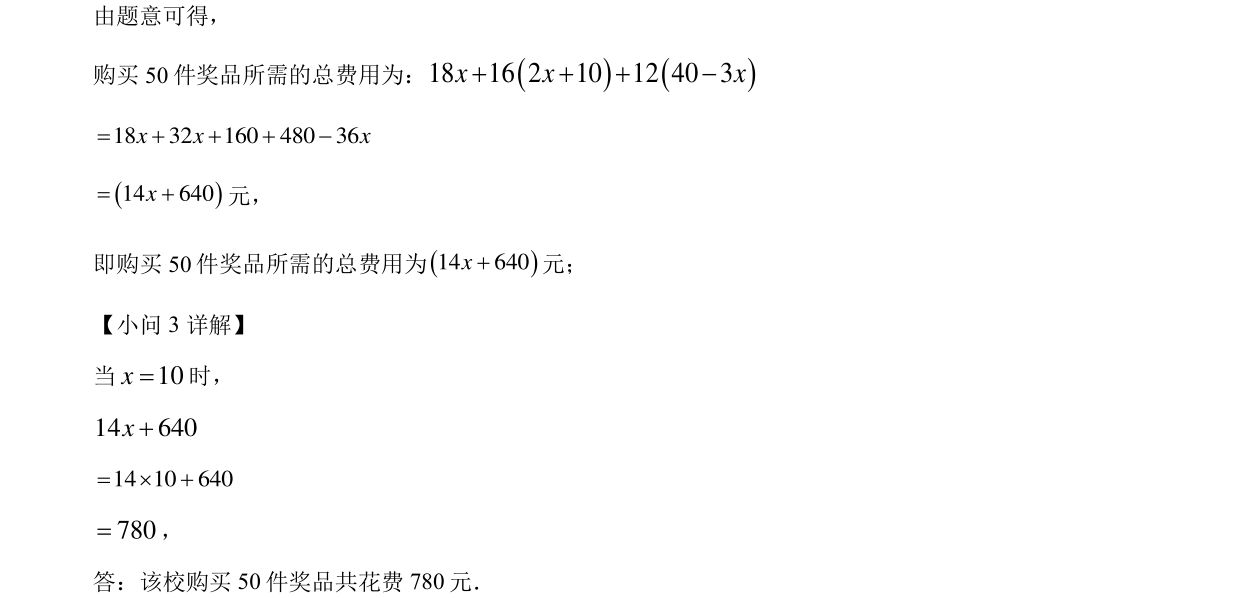 由题意可得，
购买 50 件奖品所需的总费用为：18x+16(2x+10)+12(40−3x)
=18x+32x+160+480−36x
=(14x+640)元，
即购买 50 件奖品所需的总费用为(14x+640)元；
【小问 3 详解】
当 x=10 时，
14x+640
=14×10+640
=780，
答：该校购买 50 件奖品共花费 780 元．